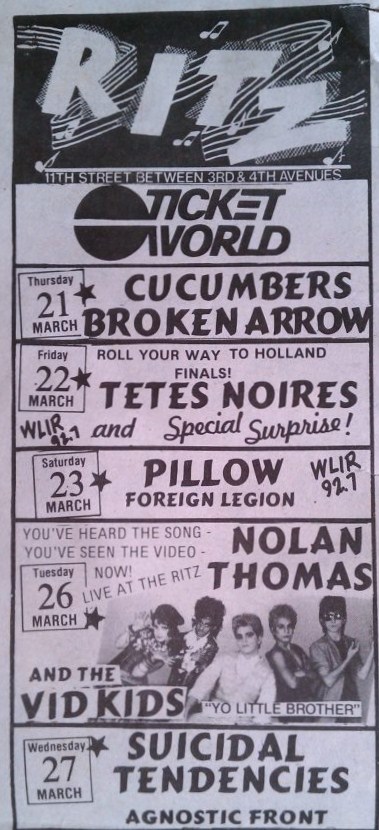 RITZ
11TH STREET BETWEEN 3RD & 4TH AVENUES
TICKET
WORLD
Thursday
21
MARCH
CUCUMBERS
BROKEN ARROW
Friday
22
MARCH
ROLL YOUR WAY TO HOLLAND
FINALS!
TETES NOIRES
WLIR
92.7
and Special Surprise!
Saturday
23
MARCH
PILLOW
FOREIGN LEGION
WLIR
92.7
YOU'VE HEARD THE SONG -
YOU'VE SEEN THE VIDEO -
NOW!
LIVE AT THE RITZ
NOLAN
THOMAS
Tuesday
26
MARCH
AND THE
VID KIDS
"YO LITTLE BROTHER"
Wednesday
27
MARCH
SUICIDAL
TENDENCIES
AGNOSTIC FRONT